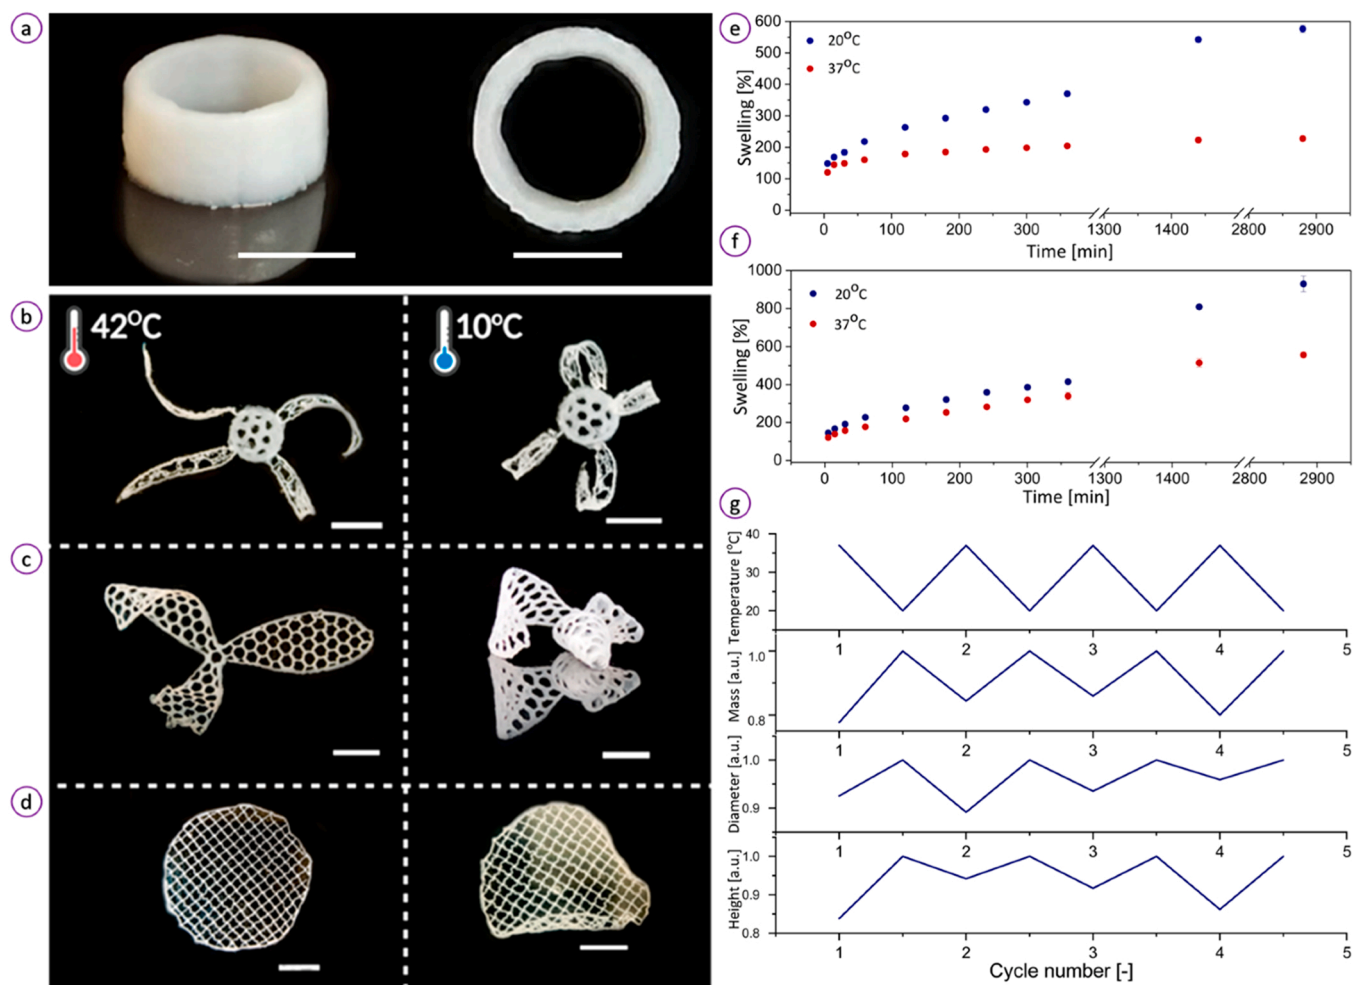 a
b
42°C
10°C
c
d
e
600
500
400
300
200
100
0
Swelling [%]
20°C
37°C
0 100 200 300 1300 1400 2800 2900
Time [min]
f
1000
800
600
400
200
0
Swelling [%]
20°C
37°C
0 100 200 300 1300 1400 2800 2900
Time [min]
g
40
30
20
Temperature [°C]
1 2 3 4 5
1.0
0.8
Mass [a.u.]
1 2 3 4 5
1.0
0.9
Diameter [a.u.]
1 2 3 4 5
1.0
0.9
0.8
Height [a.u.]
1 2 3 4 5
Cycle number [-]